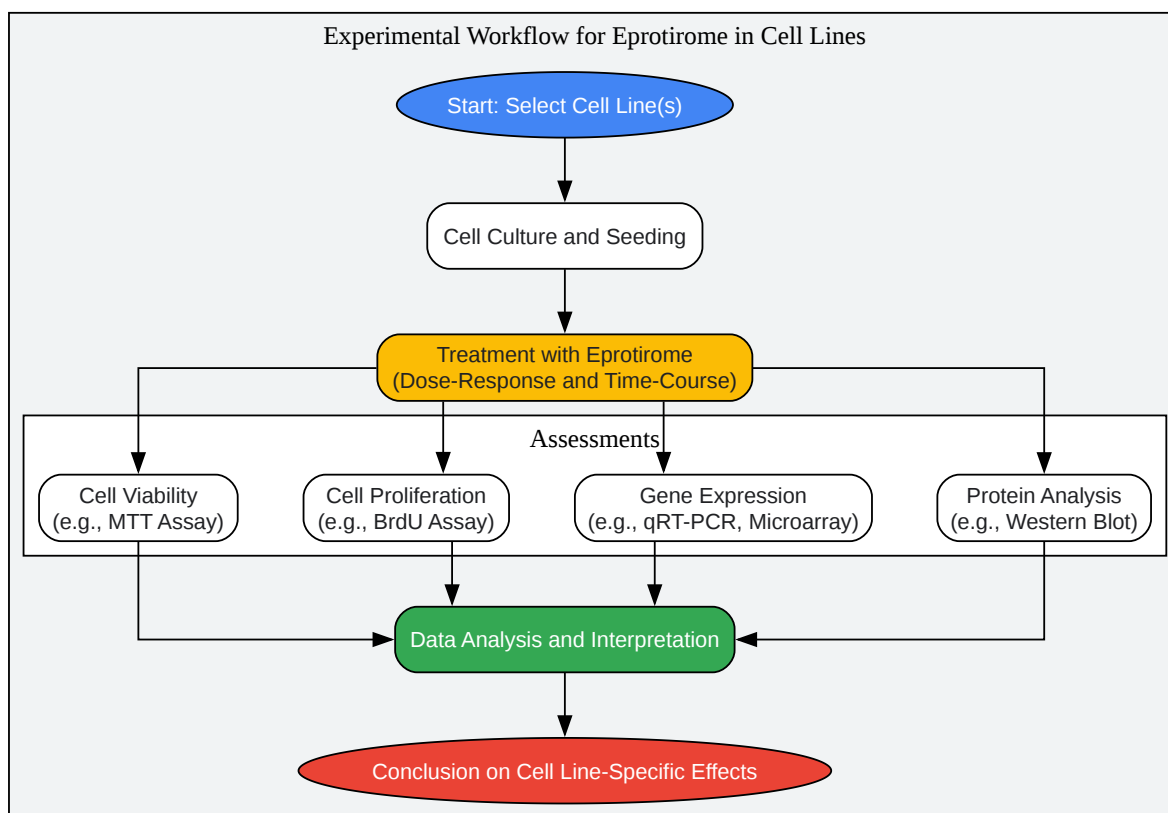 Experimental Workflow for Eprotirome in Cell Lines
Start: Select Cell Line(s)
Cell Culture and Seeding
Treatment with Eprotirome
(Dose-Response and Time-Course)
Assessments
Cell Viability
(e.g., MTT Assay)
Cell Proliferation
(e.g., BrdU Assay)
Gene Expression
(e.g., qRT-PCR, Microarray)
Protein Analysis
(e.g., Western Blot)
Data Analysis and Interpretation
Conclusion on Cell Line-Specific Effects